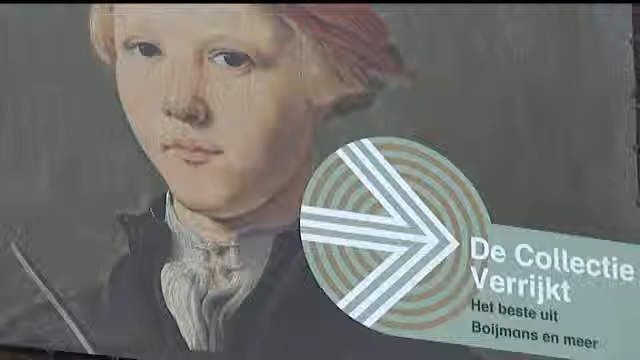 De Collectie
Verrijkt
Het beste uit
Boijmans en meer